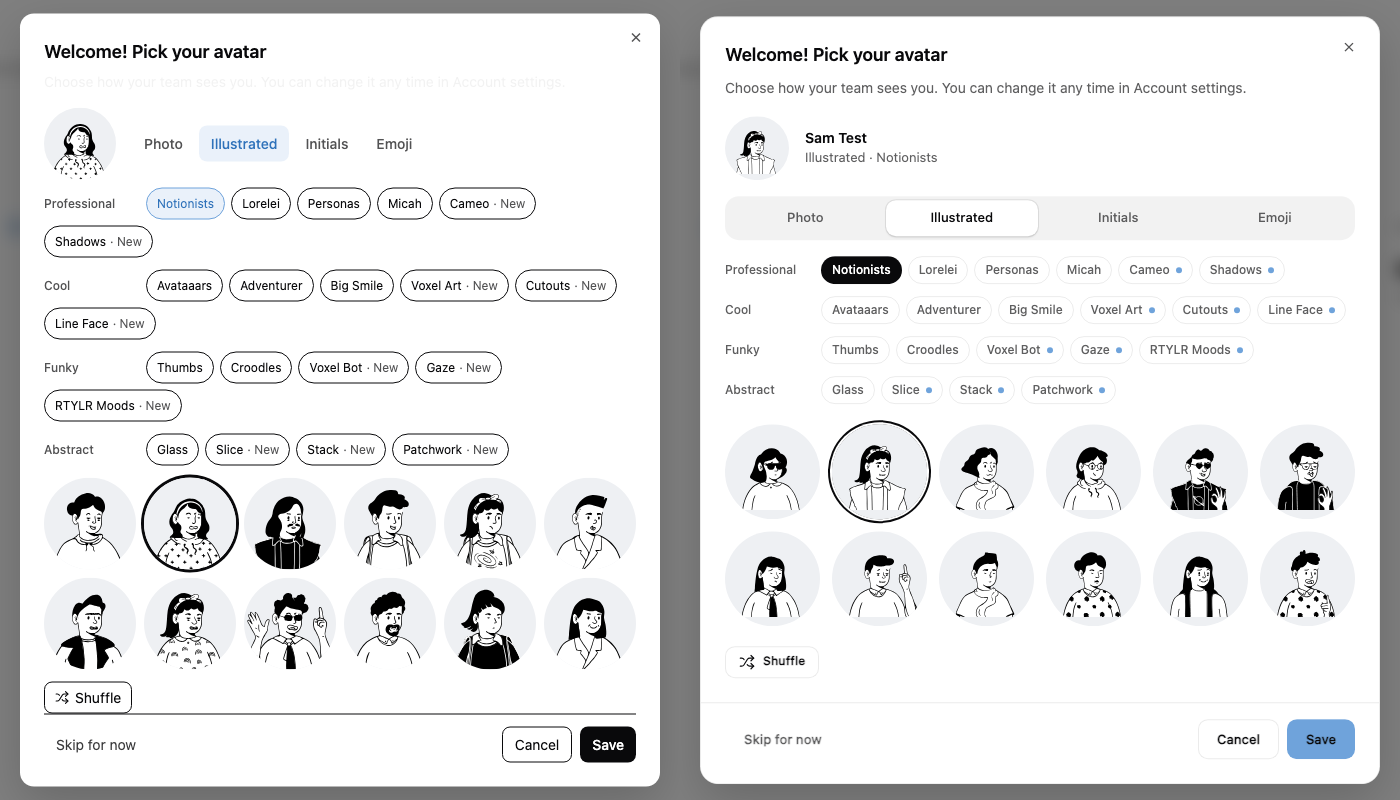 Welcome! Pick your avatar
Choose how your team sees you. You can change it any time in Account settings.
Photo Illustrated Initials Emoji
Professional Notionists Lorelei Personas Micah Cameo · New
Shadows · New
Cool Avataaars Adventurer Big Smile Voxel Art · New Cutouts · New
Line Face · New
Funky Thumbs Croodles Voxel Bot · New Gaze · New
RTYLR Moods · New
Abstract Glass Slice · New Stack · New Patchwork · New
Shuffle
Skip for now Cancel Save
Welcome! Pick your avatar
Choose how your team sees you. You can change it any time in Account settings.
Sam Test
Illustrated · Notionists
Photo Illustrated Initials Emoji
Professional Notionists Lorelei Personas Micah Cameo Shadows
Cool Avataaars Adventurer Big Smile Voxel Art Cutouts Line Face
Funky Thumbs Croodles Voxel Bot Gaze RTYLR Moods
Abstract Glass Slice Stack Patchwork
Shuffle
Skip for now Cancel Save